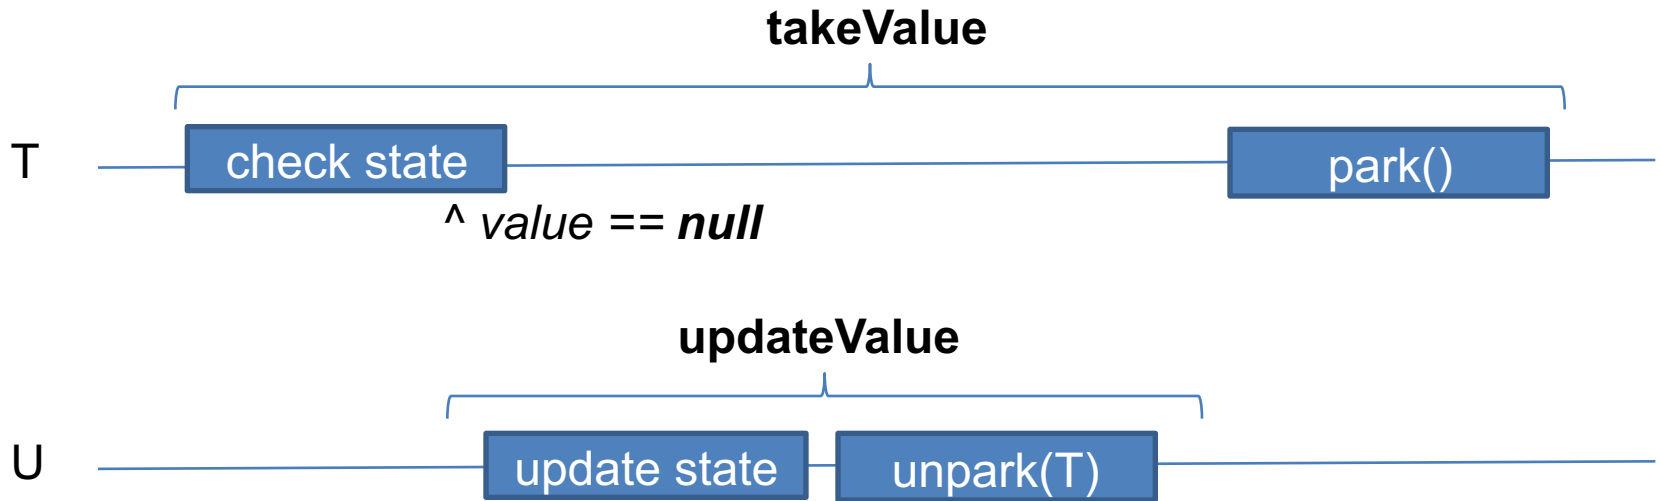 takeValue
T
check state
park()
^ value == null
updateValue
U
update state
unpark(T)